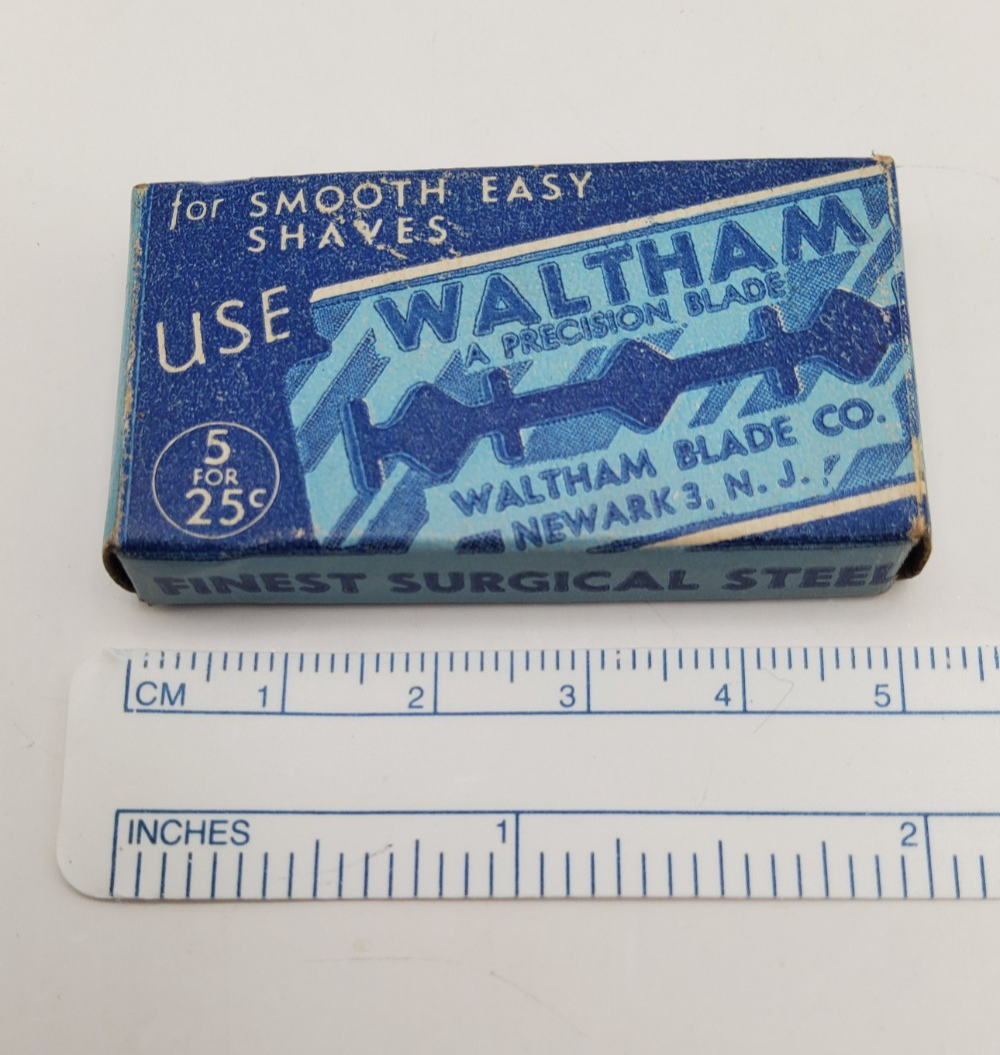 for SMOOTH EASY
SHAVES
USE
WALTHAM
A PRECISION BLADE
WALTHAM BLADE CO.
NEWARK 3, N. J.
5
FOR
25c
FINEST SURGICAL STEEL
CM 1 2 3 4 5
INCHES 1 2